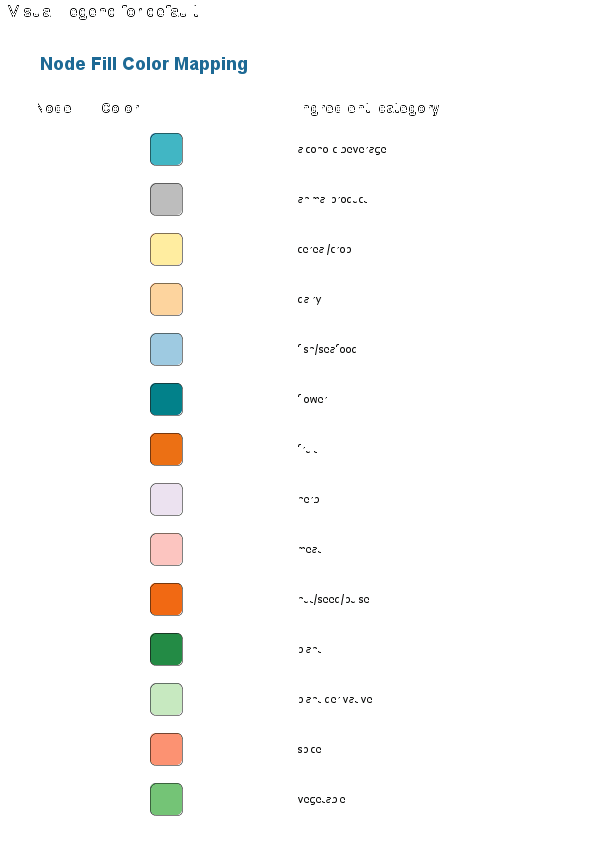 Visual Legend for default
Node Fill Color Mapping
Node Color ingredient category
alcoholic beverage
animal product
cereal/crop
dairy
fish/seafood
flower
fruit
herb
meat
nut/seed/pulse
plant
plant derivative
spice
vegetable